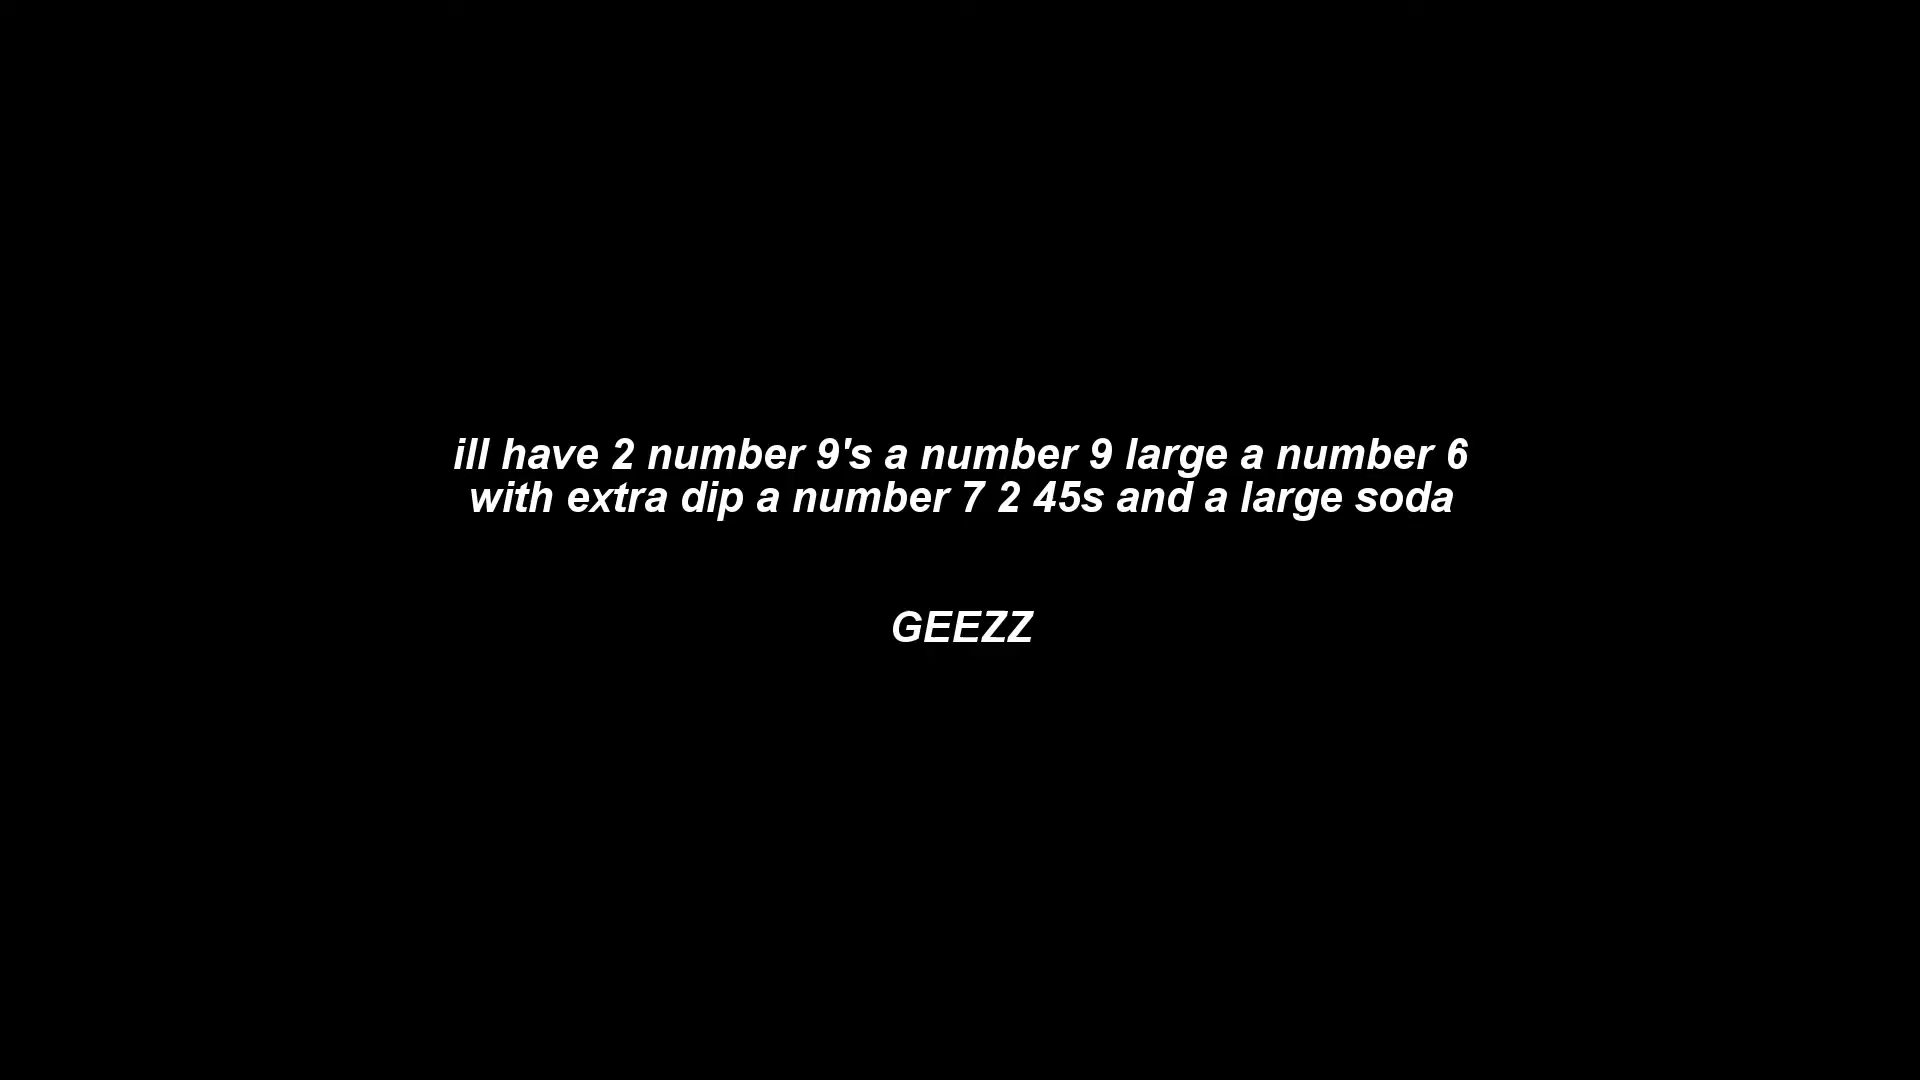 ill have 2 number 9's a number 9 large a number 6
with extra dip a number 7 2 45s and a large soda
GEEZZ